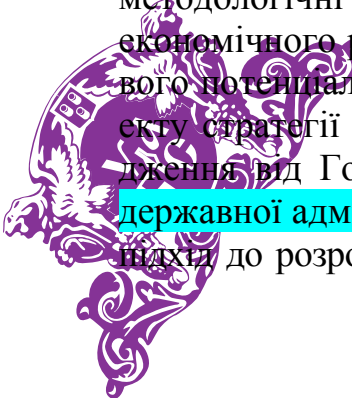 методологічні
економічного
вого потенціал
екту стратегії
дження від Го
державної адм
підхід до розро